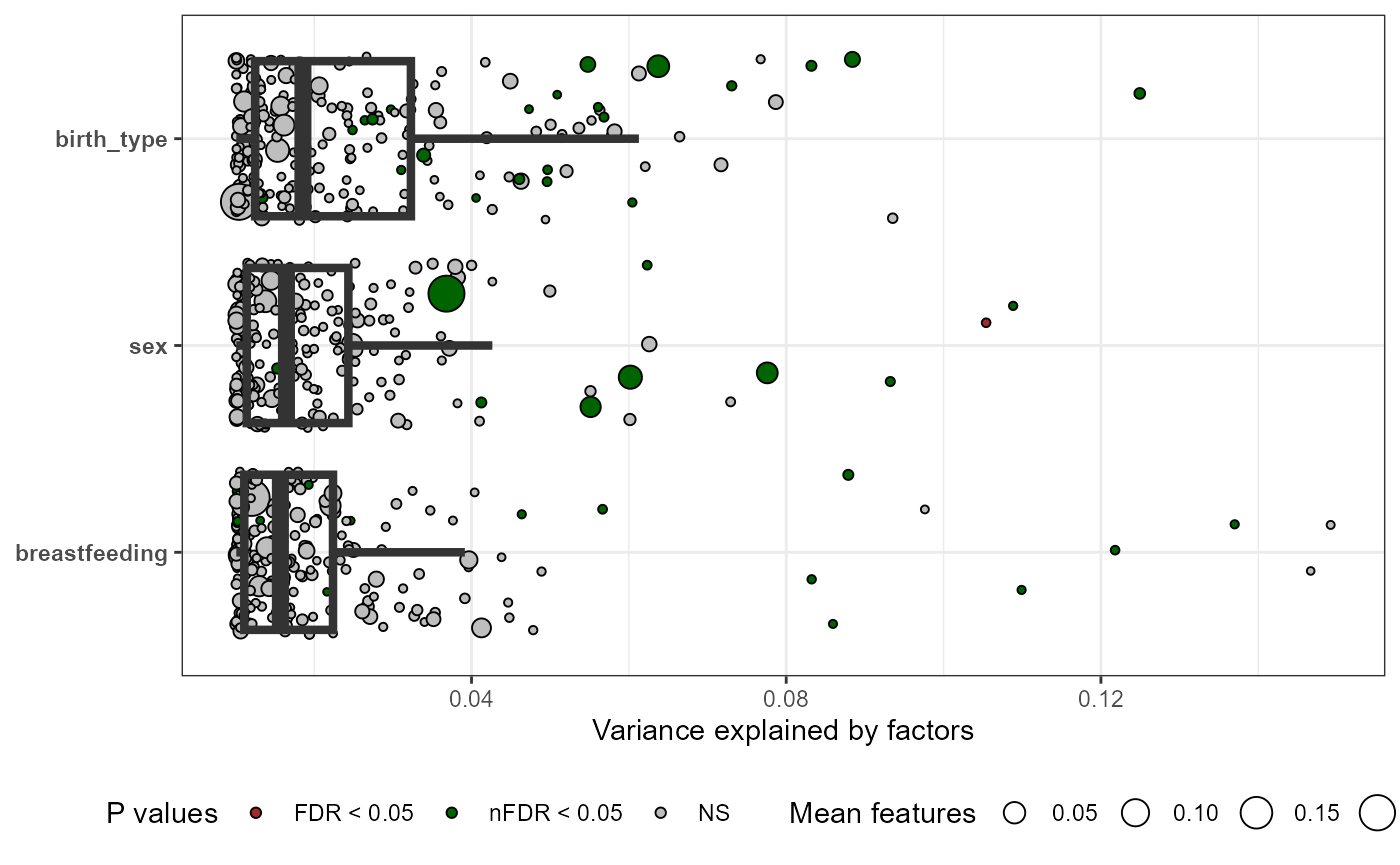 birth_type
sex
breastfeeding
0.04 0.08 0.12
Variance explained by factors
P values FDR < 0.05 nFDR < 0.05 NS Mean features 0.05 0.10 0.15